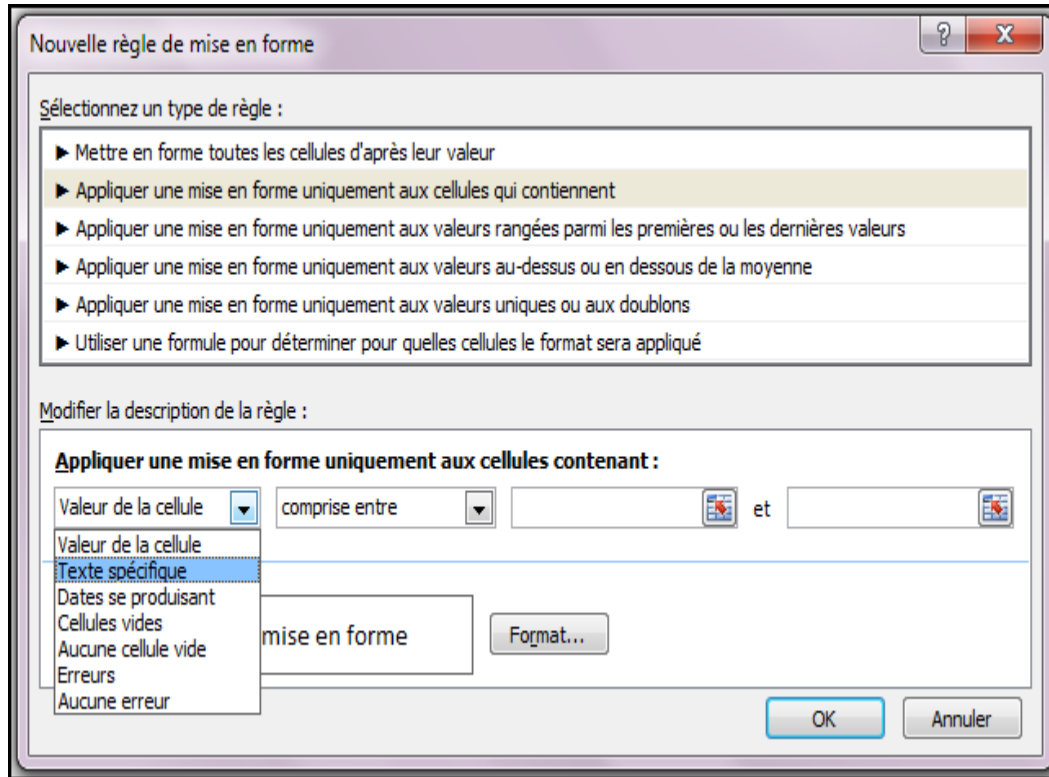 Nouvelle règle de mise en forme
Sélectionnez un type de règle :
► Mettre en forme toutes les cellules d'après leur valeur
► Appliquer une mise en forme uniquement aux cellules qui contiennent
► Appliquer une mise en forme uniquement aux valeurs rangées parmi les premières ou les dernières valeurs
► Appliquer une mise en forme uniquement aux valeurs au-dessus ou en dessous de la moyenne
► Appliquer une mise en forme uniquement aux valeurs uniques ou aux doublons
► Utiliser une formule pour déterminer pour quelles cellules le format sera appliqué
Modifier la description de la règle :
Appliquer une mise en forme uniquement aux cellules contenant :
Valeur de la cellule comprise entre et
Valeur de la cellule
Texte spécifique
Dates se produisant
Cellules vides
Aucune cellule vide
Erreurs
Aucune erreur
mise en forme Format...
OK Annuler